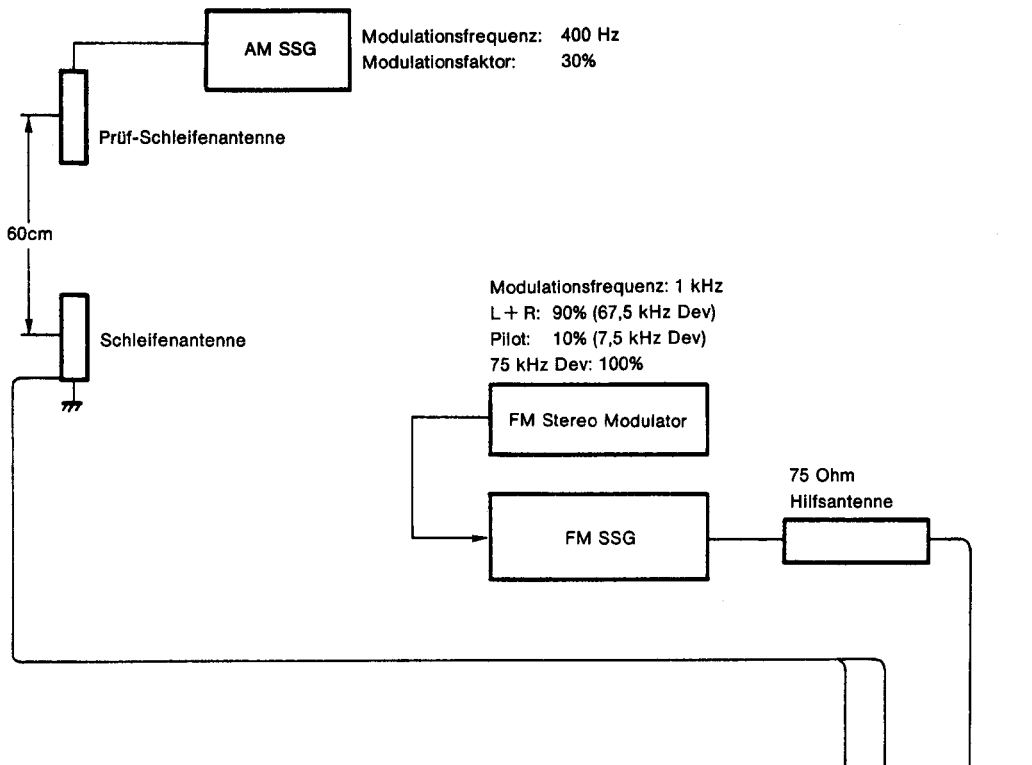 AM SSG
Modulationsfrequenz: 400 Hz
Modulationsfaktor: 30%
Prüf-Schleifenantenne
60cm
Schleifenantenne
Modulationsfrequenz: 1 kHz
L + R: 90% (67,5 kHz Dev)
Pilot: 10% (7,5 kHz Dev)
75 kHz Dev: 100%
FM Stereo Modulator
75 Ohm
Hilfsantenne
FM SSG